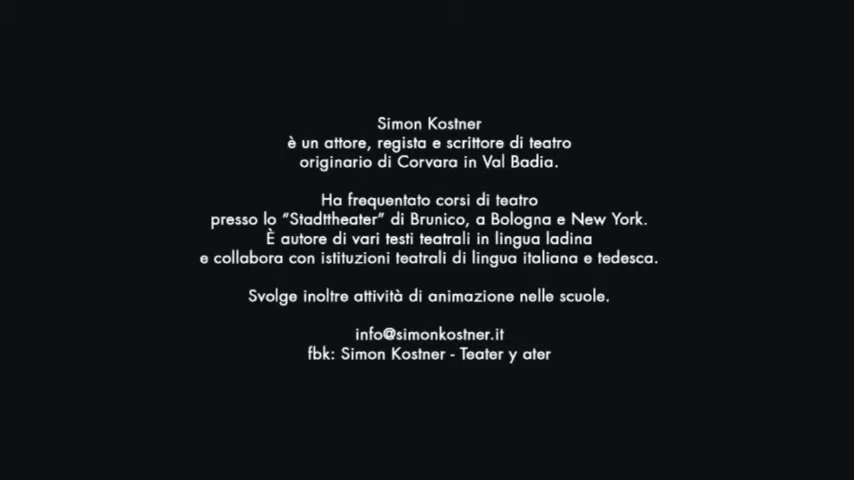 Simon Kostner
è un attore, regista e scrittore di teatro
originario di Corvara in Val Badia.
Ha frequentato corsi di teatro
presso lo “Stadttheater” di Brunico, a Bologna e New York.
È autore di vari testi teatrali in lingua ladina
e collabora con istituzioni teatrali di lingua italiana e tedesca.
Svolge inoltre attività di animazione nelle scuole.
info@simonkostner.it
fbk: Simon Kostner - Teater y ater